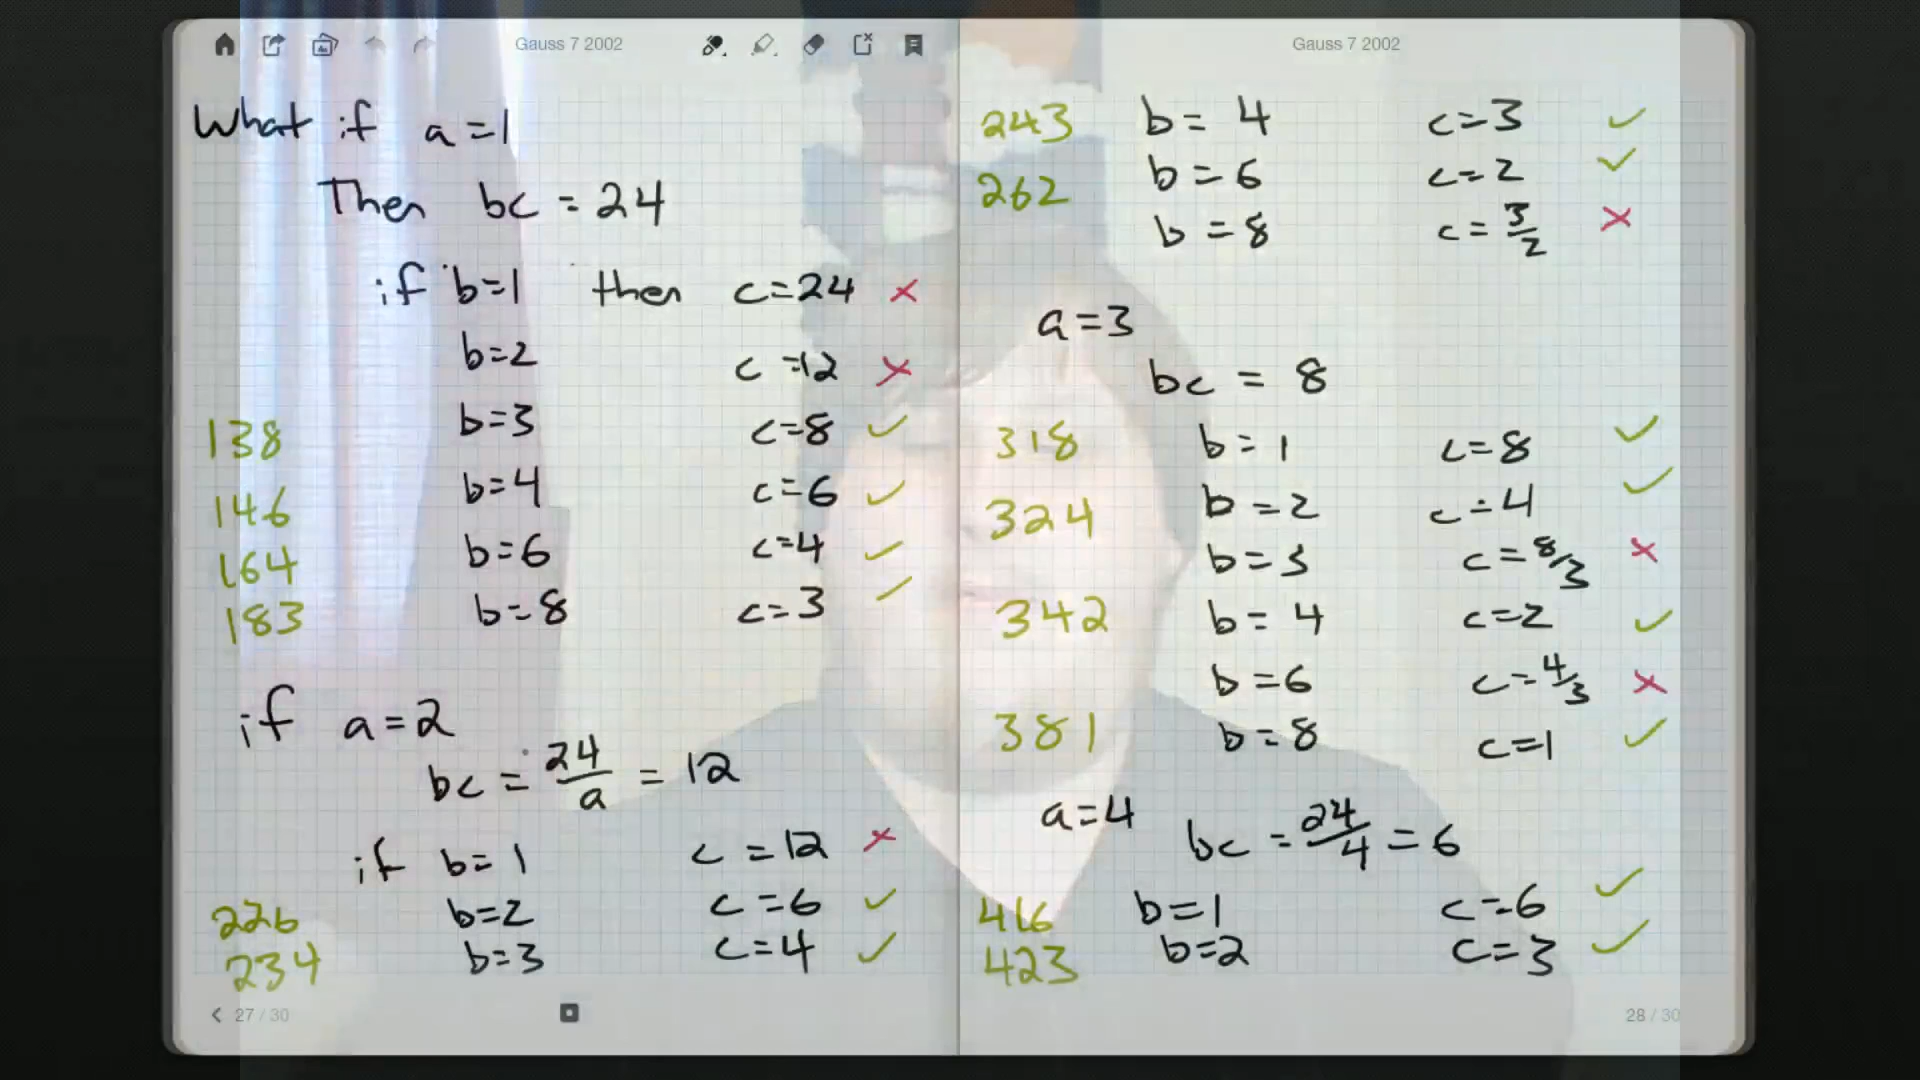 Gauss 7 2002
What if a=1
Then bc = 24
if b=1 then c=24 ×
b=2 c=12 ×
138 b=3 c=8 ✓
146 b=4 c=6 ✓
164 b=6 c=4 ✓
183 b=8 c=3 ✓
if a=2
bc = 24/a = 12
if b=1 c=12 ×
226 b=2 c=6 ✓
234 b=3 c=4 ✓
27 / 30
Gauss 7 2002
243 b=4 c=3 ✓
262 b=6 c=2 ✓
b=8 c=3/2 ×
a=3
bc = 8
318 b=1 c=8 ✓
324 b=2 c=4 ✓
b=3 c=8/3 ×
342 b=4 c=2 ✓
b=6 c=4/3 ×
381 b=8 c=1 ✓
a=4 bc = 24/4 = 6
416 b=1 c=6 ✓
423 b=2 c=3 ✓
28 / 30